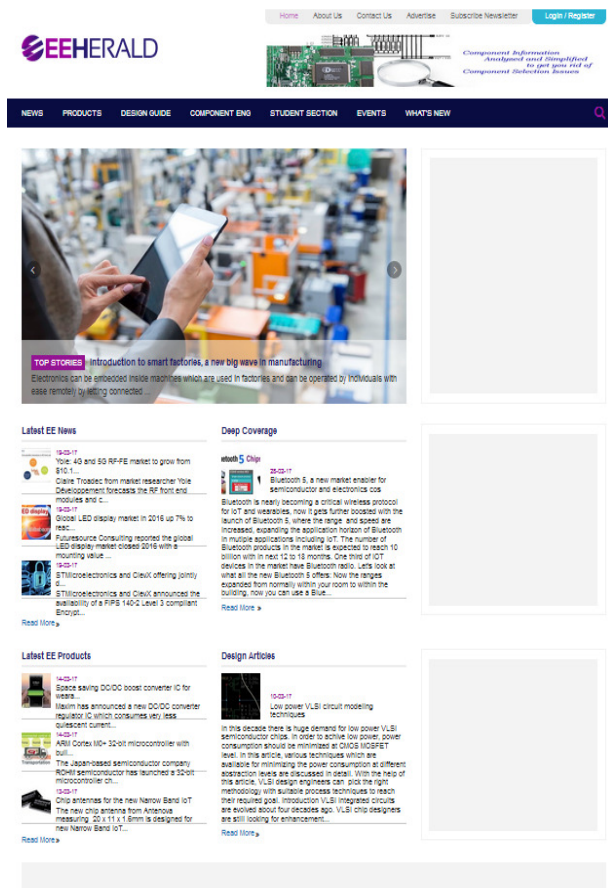 Home About Us Contact Us Advertise Subscribe Newsletter Login / Register
EEHERALD
Component Information
Analyzed and Simplified
to get you rid of
Component Selection Issues
NEWS PRODUCTS DESIGN GUIDE COMPONENT ENG STUDENT SECTION EVENTS WHAT'S NEW
TOP STORIES Introduction to smart factories, a new big wave in manufacturing
Electronics can be embedded inside machines which are used in factories and can be operated by individuals with
ease remotely by letting connected ...
Latest EE News
19-03-17
Yole: 4G and 5G RF-FE market to grow from
$10.1...
Claire Troadec from market researcher Yole
Développement forecasts the RF front end
modules and c...
ED display
19-03-17
Global LED display market in 2016 up 7% to
reac...
Futuresource Consulting reported the global
LED display market closed 2016 with a
mounting value ...
19-03-17
STMicroelectronics and ClevX offering jointly
d...
STMicroelectronics and ClevX announced the
availability of a FIPS 140-2 Level 3 compliant
Encrypt...
Read More »
Deep Coverage
etooth 5 Chips
25-03-17
Bluetooth 5, a new market enabler for
semiconductor and electronics cos
Bluetooth is nearly becoming a critical wireless protocol
for IoT and wearables, now it gets further boosted with the
launch of Bluetooth 5, where the range and speed are
increased, expanding the application horizon of Bluetooth
in mutiple applications including IoT. The number of
Bluetooth products in the market is expected to reach 10
billion with in next 12 to 18 months. One third of IOT
devices in the market have Bluetooth radio. Let's look at
what all the new Bluetooth 5 offers: Now the ranges
expanded from normally within your room to within the
building, now you can use a Blue...
Read More »
Latest EE Products
14-03-17
Space saving DC/DC boost converter IC for
weara...
Maxim has announced a new DC/DC converter
regulator IC which consumes very less
quiescent current...
14-03-17
ARM Cortex M0+ 32-bit microcontroller with
buil...
The Japan-based semiconductor company
ROHM semiconductor has launched a 32-bit
microcontroller ch...
13-03-17
Chip antennas for the new Narrow Band IoT
The new chip antenna from Antenova
measuring 20 x 11 x 1.6mm is designed for
new Narrow Band IoT...
Read More »
Design Articles
10-03-17
Low power VLSI circuit modeling
techniques
In this decade there is huge demand for low power VLSI
semiconductor chips. In order to achive low power, power
consumption should be minimized at CMOS MOSFET
level. In this article, various techniques which are
available for minimizing the power consumption at different
abstraction levels are discussed in detail. With the help of
this article, VLSI design engineers can pick the right
methodology with suitable process techniques to reach
their required goal. Introduction VLSI integrated circuits
are evolved about four decades ago. VLSI chip designers
are still looking for enhancement...
Read More »